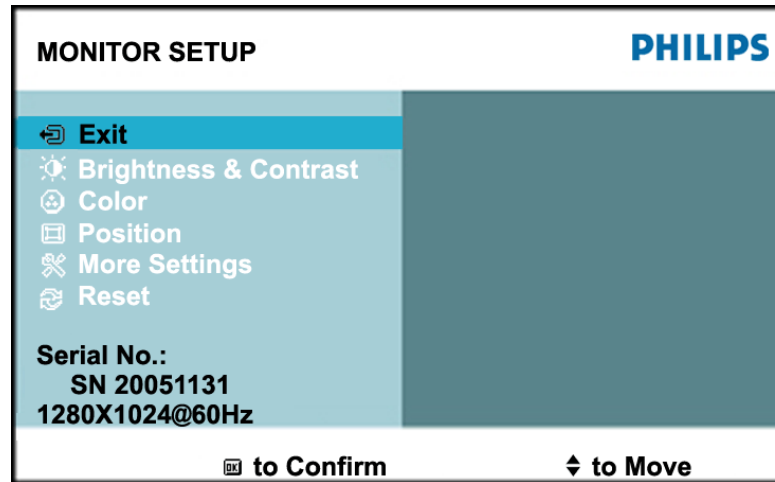 MONITOR SETUP PHILIPS
Exit
Brightness & Contrast
Color
Position
More Settings
Reset
Serial No.:
SN 20051131
1280X1024@60Hz
OK to Confirm to Move